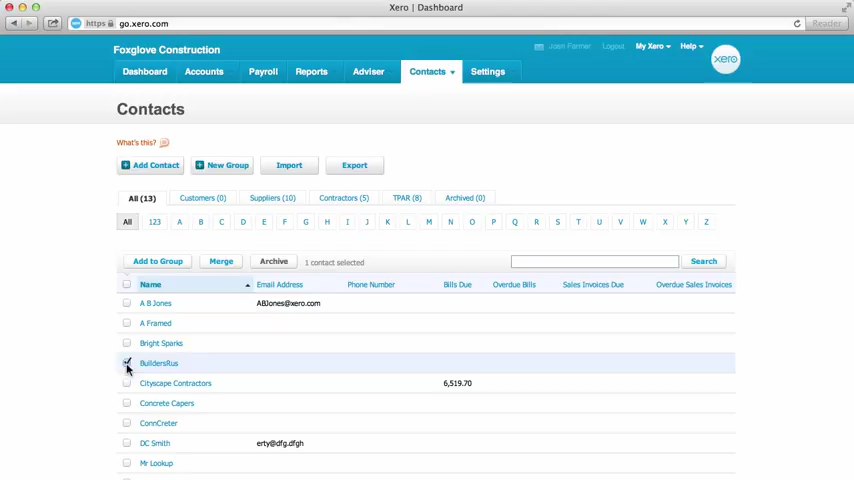 Xero | Dashboard
https go.xero.com Reader
Foxglove Construction
Josh Farmer Logout My Xero Help
xero
Dashboard Accounts Payroll Reports Adviser Contacts Settings
Contacts
What's this?
Add Contact New Group Import Export
All (13) Customers (0) Suppliers (10) Contractors (5) TPAR (8) Archived (0)
All 123 A B C D E F G H I J K L M N O P Q R S T U V W X Y Z
Add to Group Merge Archive 1 contact selected Search
Name Email Address Phone Number Bills Due Overdue Bills Sales Invoices Due Overdue Sales Invoices
A B Jones ABJones@xero.com
A Framed
Bright Sparks
BuildersRus
Cityscape Contractors 6,519.70
Concrete Capers
ConnCreter
DC Smith erty@dfg.dfgh
Mr Lookup